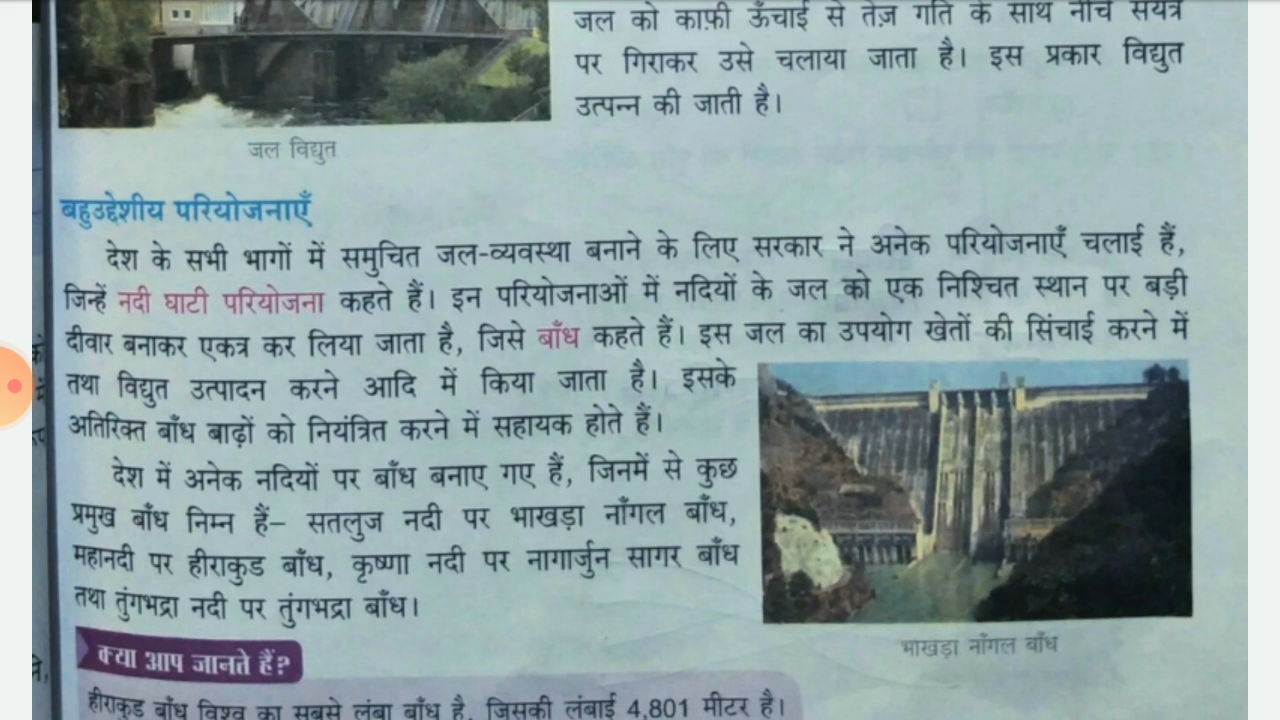 जल को काफ़ी ऊँचाई से तेज़ गति के साथ नीचे संयंत्र
पर गिराकर उसे चलाया जाता है। इस प्रकार विद्युत
उत्पन्न की जाती है।
जल विद्युत
बहुउद्देशीय परियोजनाएँ
देश के सभी भागों में समुचित जल-व्यवस्था बनाने के लिए सरकार ने अनेक परियोजनाएँ चलाई हैं,
जिन्हें नदी घाटी परियोजना कहते हैं। इन परियोजनाओं में नदियों के जल को एक निश्चित स्थान पर बड़ी
दीवार बनाकर एकत्र कर लिया जाता है, जिसे बाँध कहते हैं। इस जल का उपयोग खेतों की सिंचाई करने में
तथा विद्युत उत्पादन करने आदि में किया जाता है। इसके
अतिरिक्त बाँध बाढ़ों को नियंत्रित करने में सहायक होते हैं।
देश में अनेक नदियों पर बाँध बनाए गए हैं, जिनमें से कुछ
प्रमुख बाँध निम्न हैं– सतलुज नदी पर भाखड़ा नाँगल बाँध,
महानदी पर हीराकुड बाँध, कृष्णा नदी पर नागार्जुन सागर बाँध
तथा तुंगभद्रा नदी पर तुंगभद्रा बाँध।
भाखड़ा नाँगल बाँध
क्या आप जानते हैं?
हीराकुड बाँध विश्व का सबसे लंबा बाँध है, जिसकी लंबाई 4,801 मीटर है।